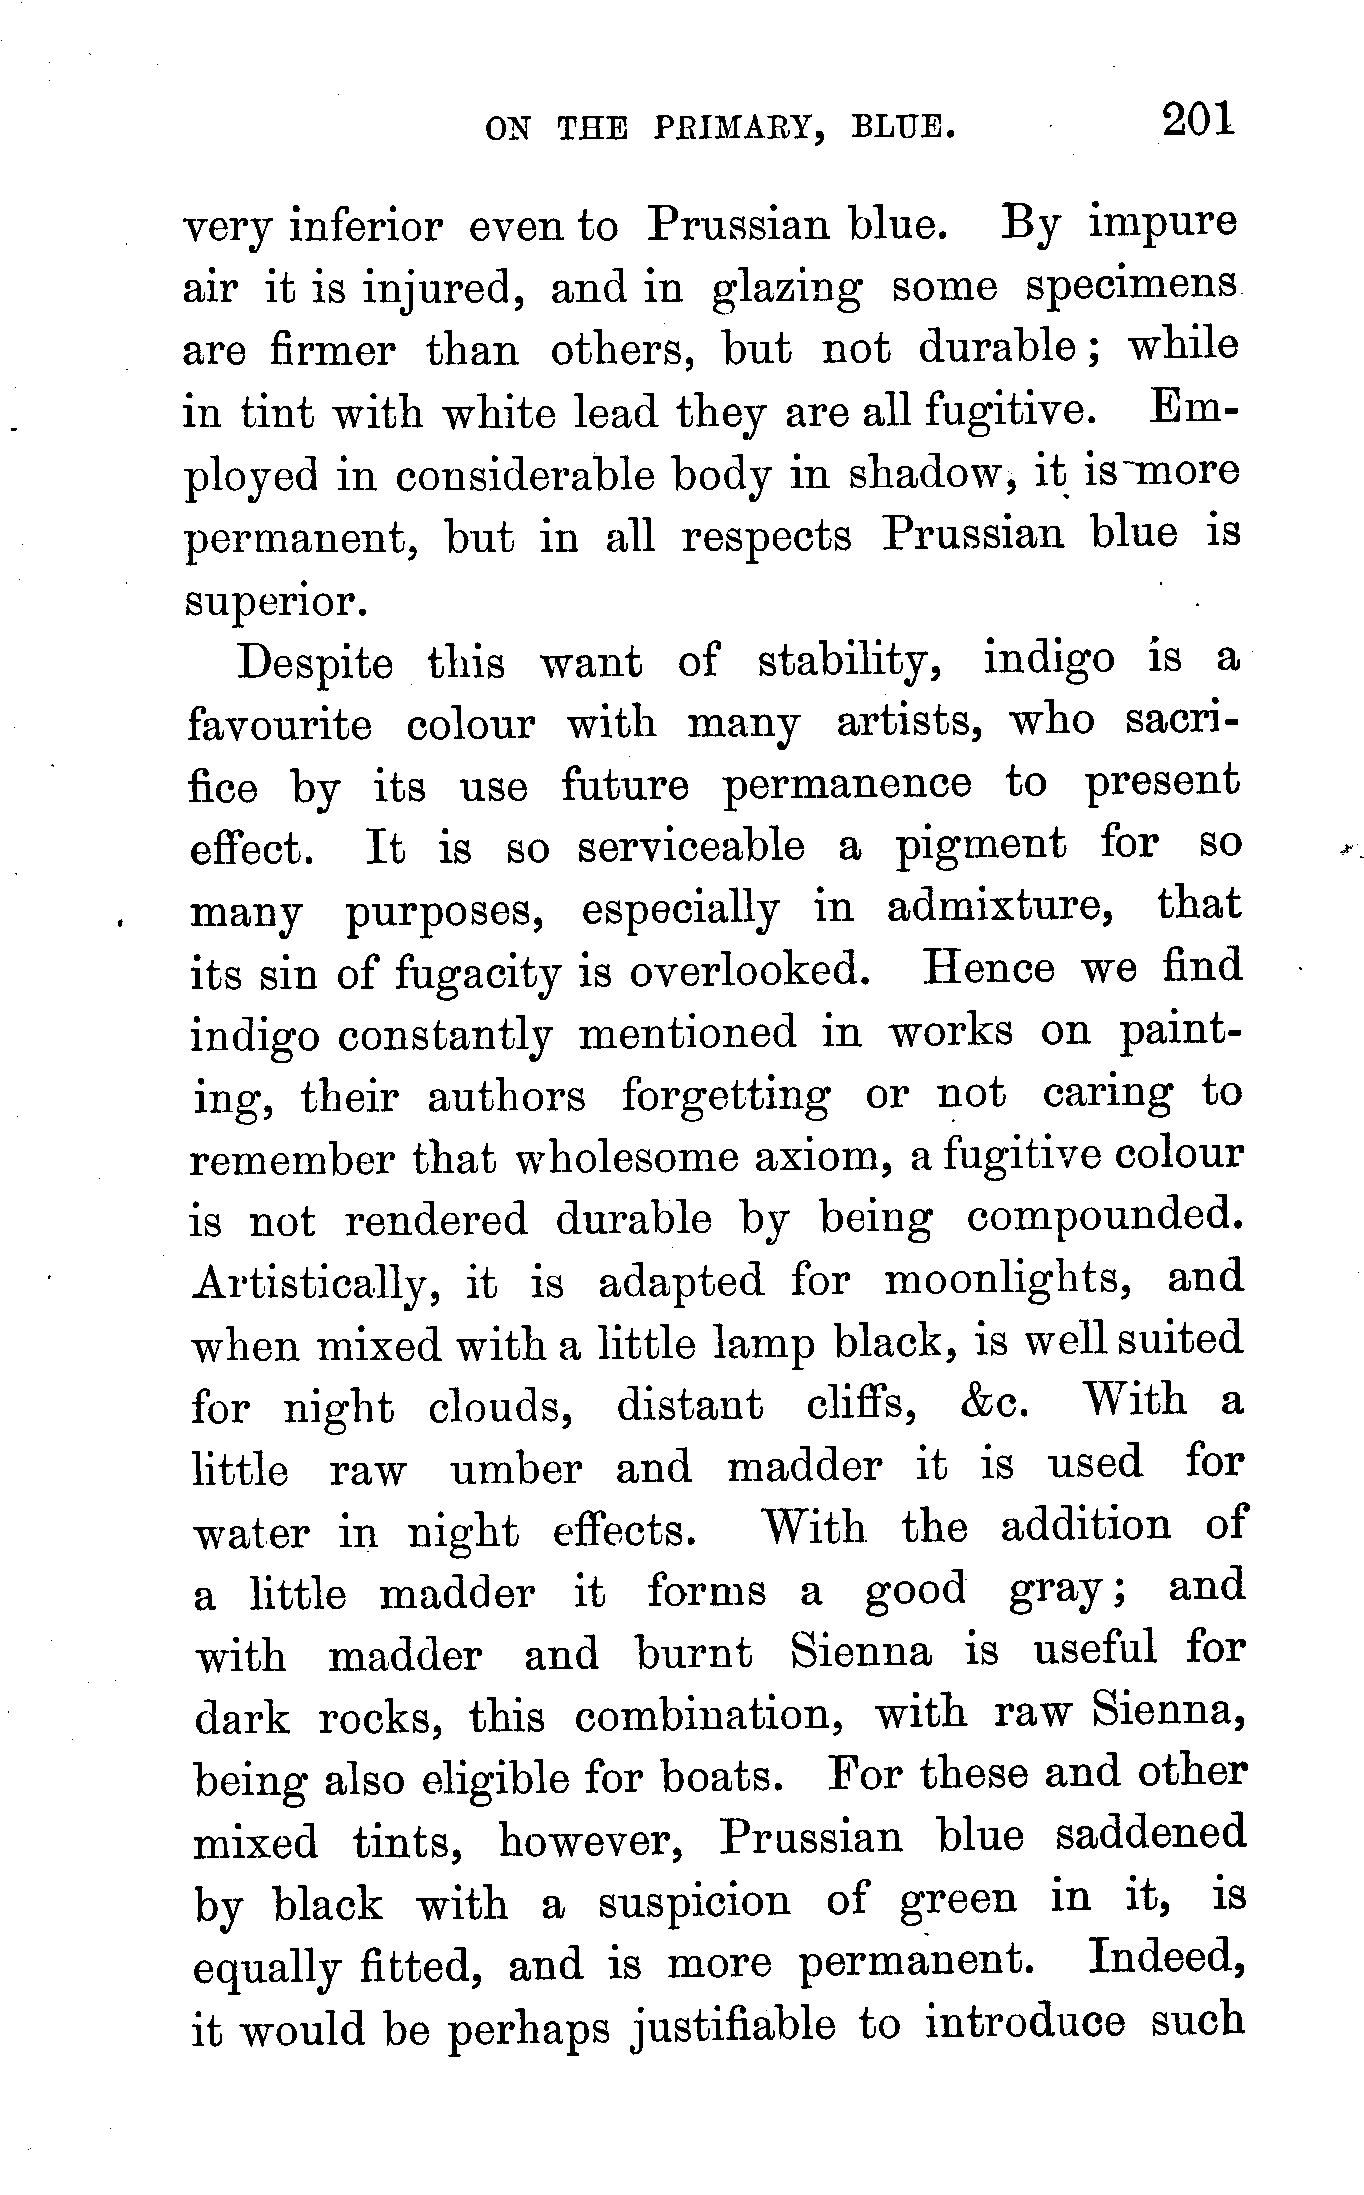 ON THE PRIMARY, BLUE. 201
very inferior even to Prussian blue. By impure
air it is injured, and in glazing some specimens
are firmer than others, but not durable; while
in tint with white lead they are all fugitive. Em-
ployed in considerable body in shadow, it is more
permanent, but in all respects Prussian blue is
superior.
Despite this want of stability, indigo is a
favourite colour with many artists, who sacri-
fice by its use future permanence to present
effect. It is so serviceable a pigment for so
many purposes, especially in admixture, that
its sin of fugacity is overlooked. Hence we find
indigo constantly mentioned in works on paint-
ing, their authors forgetting or not caring to
remember that wholesome axiom, a fugitive colour
is not rendered durable by being compounded.
Artistically, it is adapted for moonlights, and
when mixed with a little lamp black, is well suited
for night clouds, distant cliffs, &c. With a
little raw umber and madder it is used for
water in night effects. With the addition of
a little madder it forms a good gray; and
with madder and burnt Sienna is useful for
dark rocks, this combination, with raw Sienna,
being also eligible for boats. For these and other
mixed tints, however, Prussian blue saddened
by black with a suspicion of green in it, is
equally fitted, and is more permanent. Indeed,
it would be perhaps justifiable to introduce such